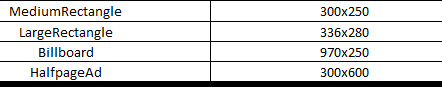 MediumRectangle 300x250
LargeRectangle 336x280
Billboard 970x250
HalfpageAd 300x600